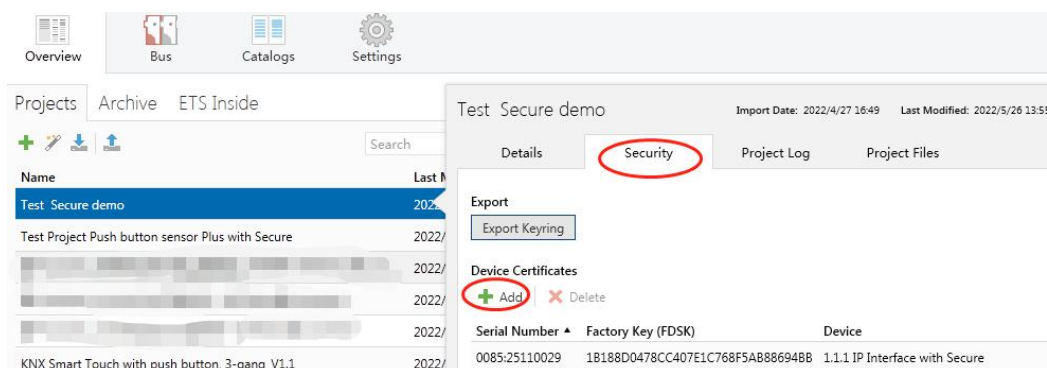 Overview Bus Catalogs Settings
Projects Archive ETS Inside
Search
Name Last
Test Secure demo 202
Test Project Push button sensor Plus with Secure 2022/
2022/
2022/
2022/
KNX Smart Touch with push button, 3-gang V1.1 2022/
Test Secure demo Import Date: 2022/4/27 16:49 Last Modified: 2022/5/26 13:55
Details Security Project Log Project Files
Export
Export Keyring
Device Certificates
Add Delete
Serial Number Factory Key (FDSK) Device
0085:25110029 1B188D0478CC407E1C768F5AB88694BB 1.1.1 IP Interface with Secure